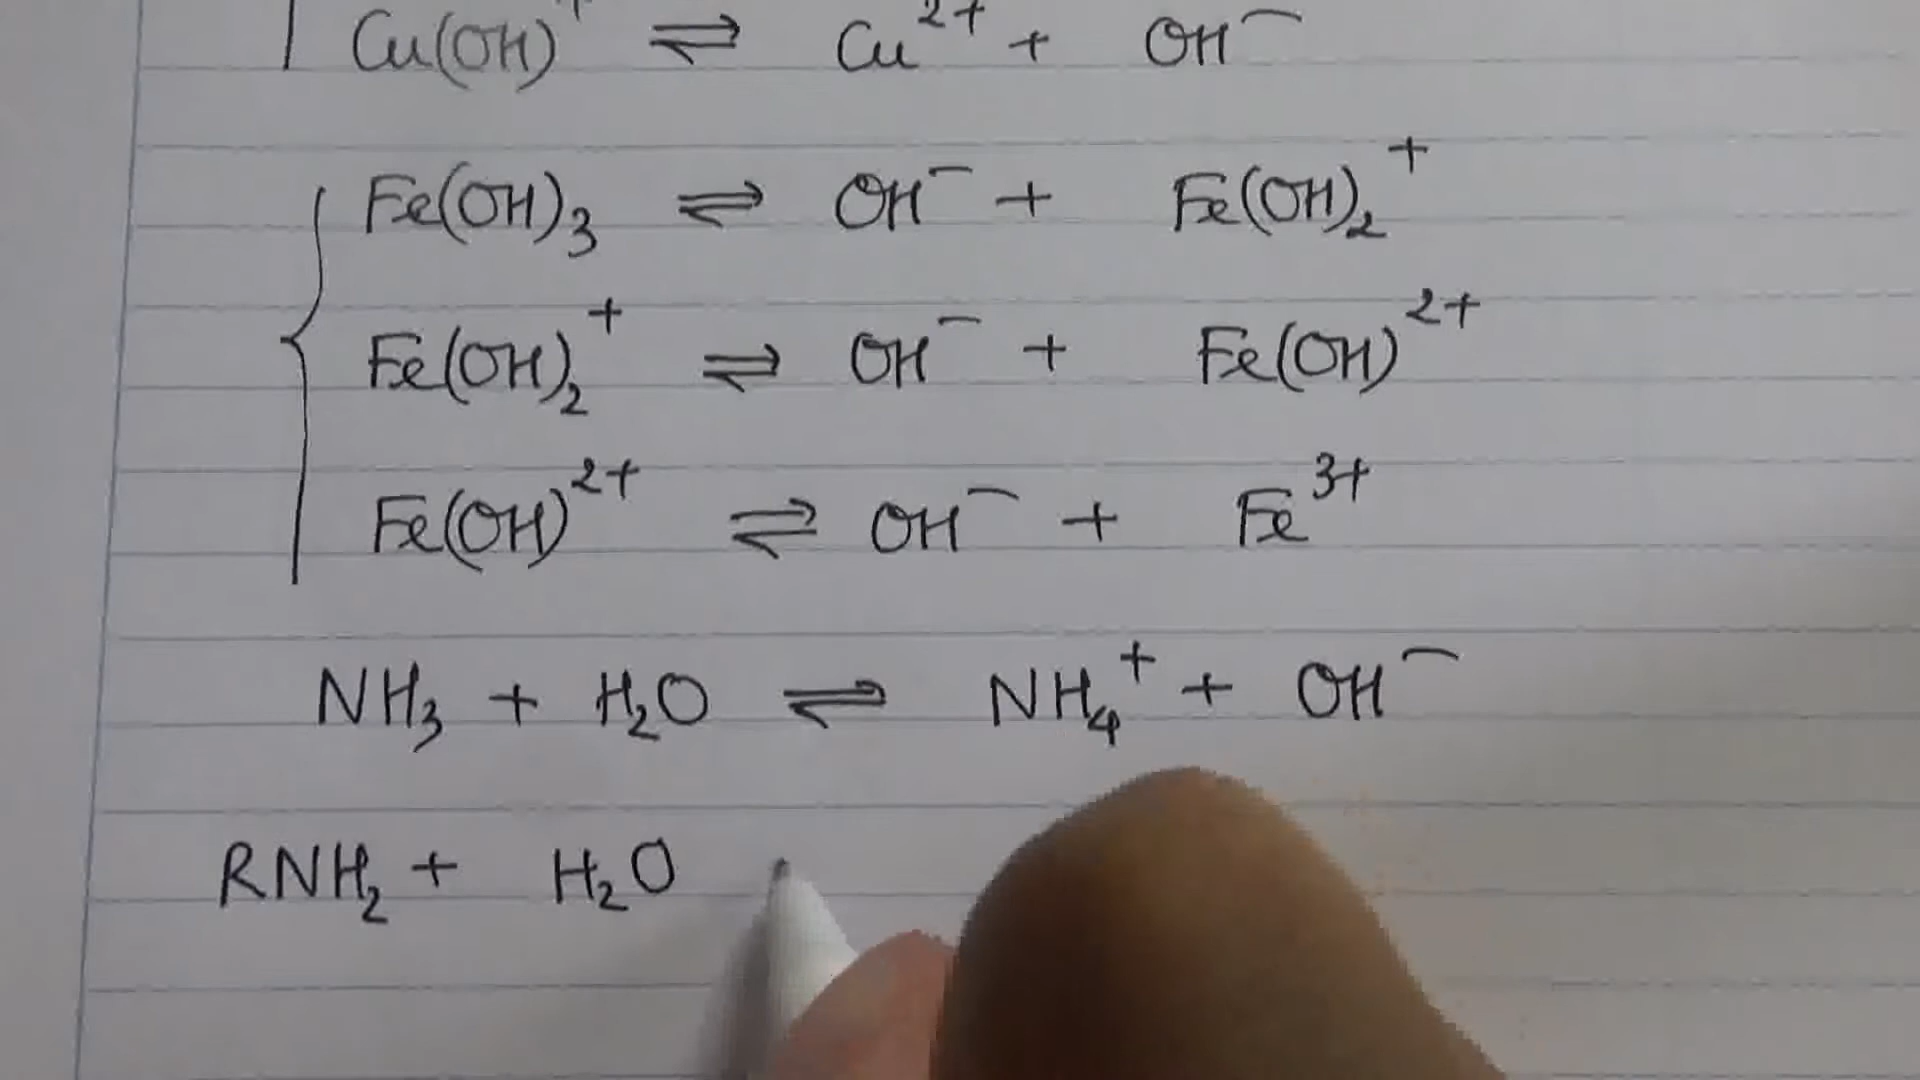 Cu(OH)⁺ ⇌ Cu²⁺ + OH⁻
Fe(OH)₃ ⇌ OH⁻ + Fe(OH)₂⁺
Fe(OH)₂⁺ ⇌ OH⁻ + Fe(OH)²⁺
Fe(OH)²⁺ ⇌ OH⁻ + Fe³⁺
NH₃ + H₂O ⇌ NH₄⁺ + OH⁻
RNH₂ + H₂O